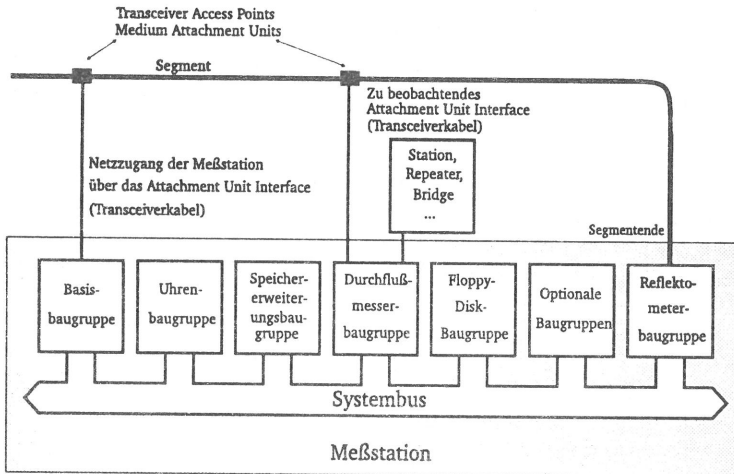 Transceiver Access Points
Medium Attachment Units
Segment
Zu beobachtendes
Attachment Unit Interface
(Transceiverkabel)
Netzzugang der Meßstation
über das Attachment Unit Interface
(Transceiverkabel)
Station,
Repeater,
Bridge
...
Segmentende
Basis-
baugruppe
Uhren-
baugruppe
Speicher-
erweiter-
ungsbau-
gruppe
Durchfluß-
messer-
baugruppe
Floppy-
Disk-
Baugruppe
Optionale
Baugruppen
Reflekto-
meter-
baugruppe
Systembus
Meßstation